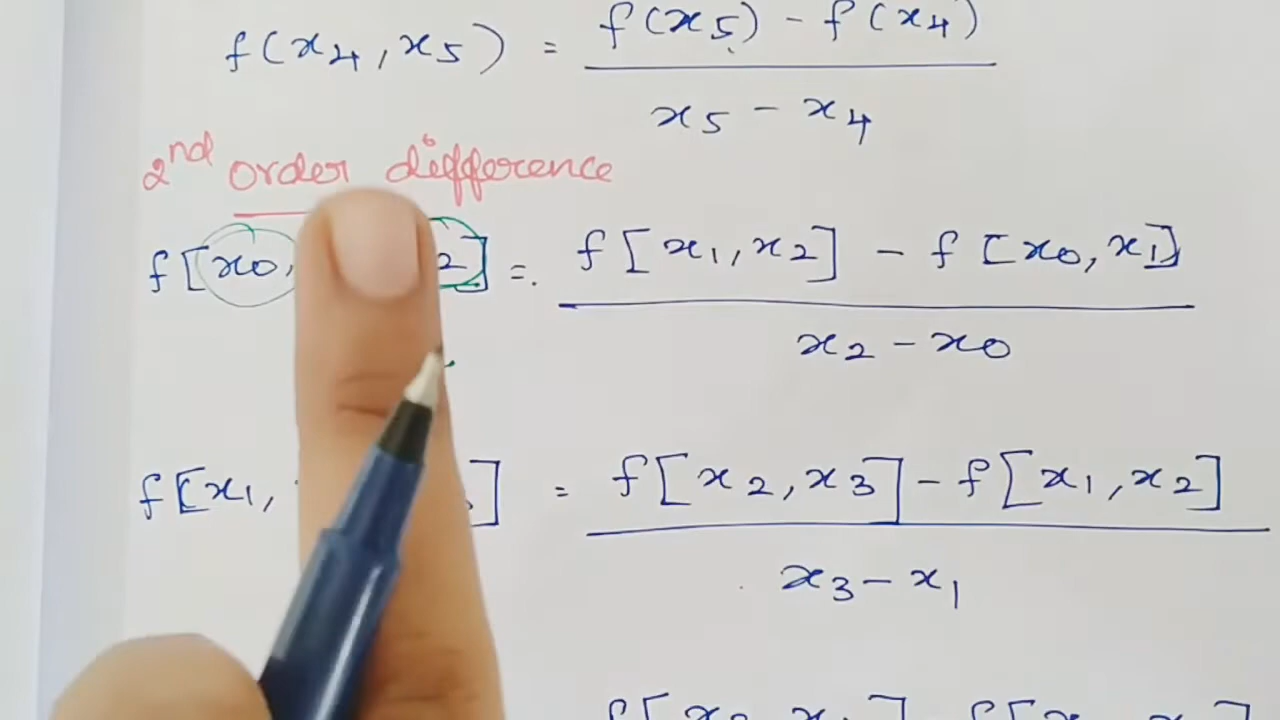 f(x4, x5) = f(x5) - f(x4)
x5 - x4
2nd order difference
f[x0, 2] = f[x1, x2] - f[x0, x1]
x2 - x0
f[x1, ] = f[x2, x3] - f[x1, x2]
x3 - x1